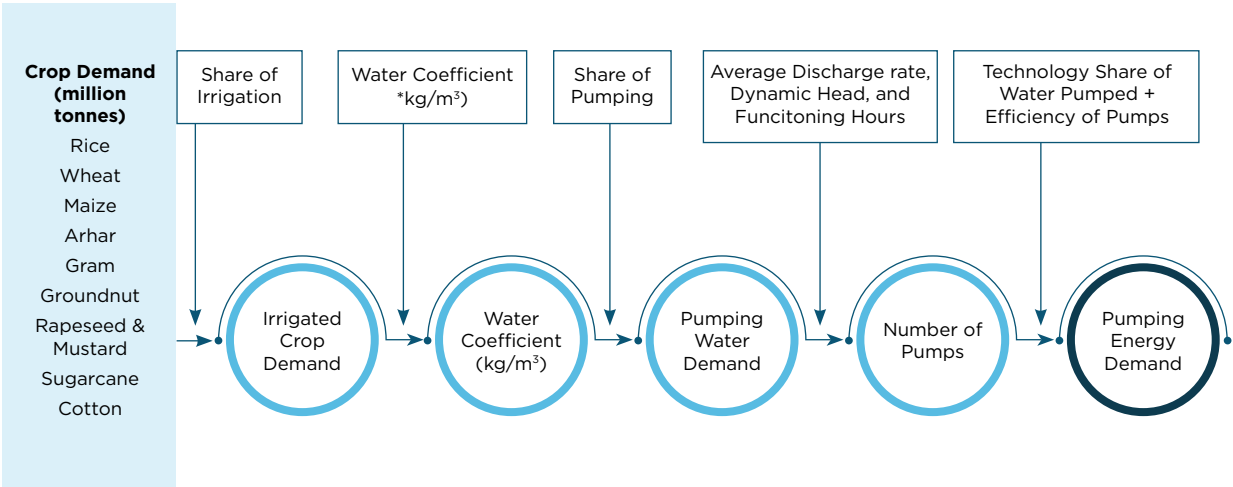 Crop Demand
(million
tonnes)
Rice
Wheat
Maize
Arhar
Gram
Groundnut
Rapeseed &
Mustard
Sugarcane
Cotton
Share of
Irrigation
Water Coefficient
*kg/m³)
Share of
Pumping
Average Discharge rate,
Dynamic Head, and
Funcitoning Hours
Technology Share of
Water Pumped +
Efficiency of Pumps
Irrigated
Crop
Demand
Water
Coefficient
(kg/m³)
Pumping
Water
Demand
Number of
Pumps
Pumping
Energy
Demand